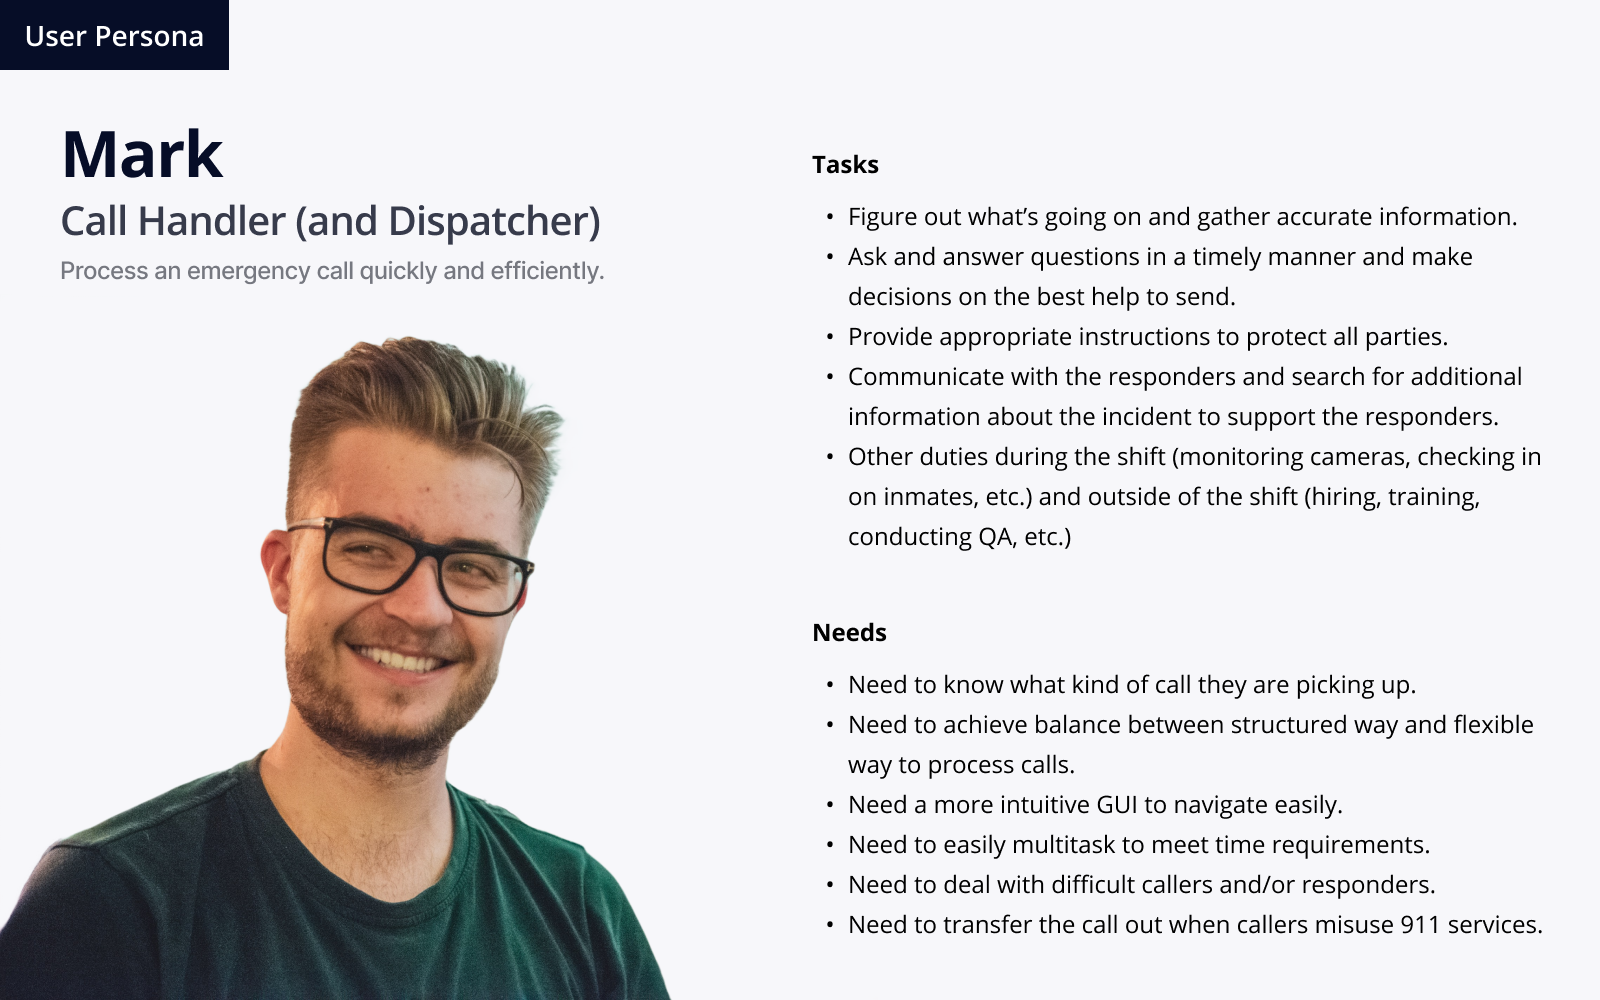 User Persona
Mark
Call Handler (and Dispatcher)
Process an emergency call quickly and efficiently.
Tasks
• Figure out what’s going on and gather accurate information.
• Ask and answer questions in a timely manner and make
decisions on the best help to send.
• Provide appropriate instructions to protect all parties.
• Communicate with the responders and search for additional
information about the incident to support the responders.
• Other duties during the shift (monitoring cameras, checking in
on inmates, etc.) and outside of the shift (hiring, training,
conducting QA, etc.)
Needs
• Need to know what kind of call they are picking up.
• Need to achieve balance between structured way and flexible
way to process calls.
• Need a more intuitive GUI to navigate easily.
• Need to easily multitask to meet time requirements.
• Need to deal with difficult callers and/or responders.
• Need to transfer the call out when callers misuse 911 services.